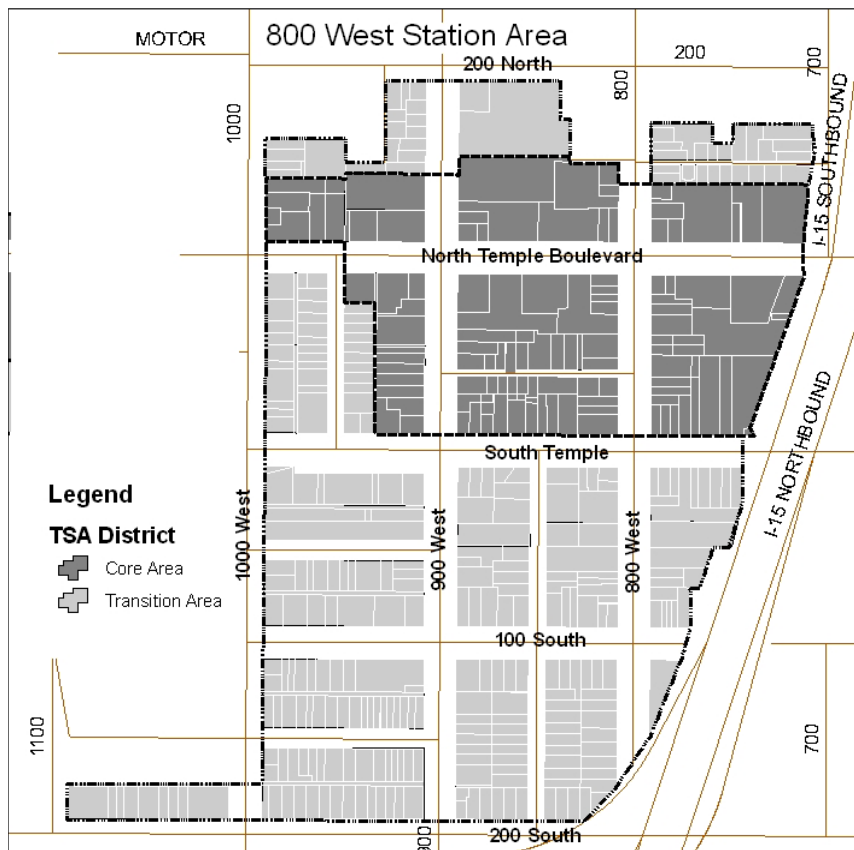 MOTOR
800 West Station Area
200 North
200
700
800
1000
I-15 SOUTHBOUND
North Temple Boulevard
I-15 NORTHBOUND
South Temple
Legend
TSA District
Core Area
Transition Area
1000 West
900 West
800 West
100 South
1100
700
900
200 South